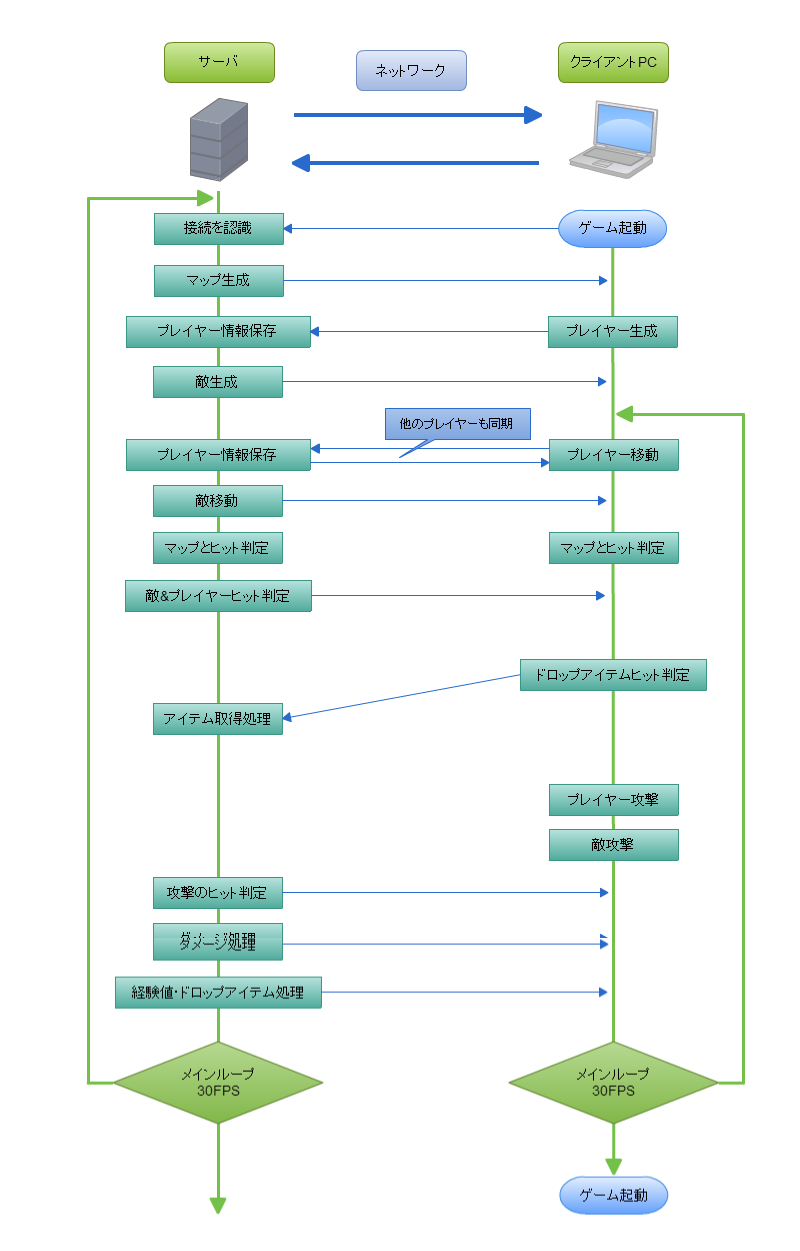 サーバ
ネットワーク
クライアントPC
接続を認識
ゲーム起動
マップ生成
プレイヤー情報保存
プレイヤー生成
敵生成
他のプレイヤーも同期
プレイヤー情報保存
プレイヤー移動
敵移動
マップとヒット判定
マップとヒット判定
敵&プレイヤーヒット判定
ドロップアイテムヒット判定
アイテム取得処理
プレイヤー攻撃
敵攻撃
攻撃のヒット判定
ダメージ処理
経験値・ドロップアイテム処理
メインループ
30FPS
メインループ
30FPS
ゲーム起動